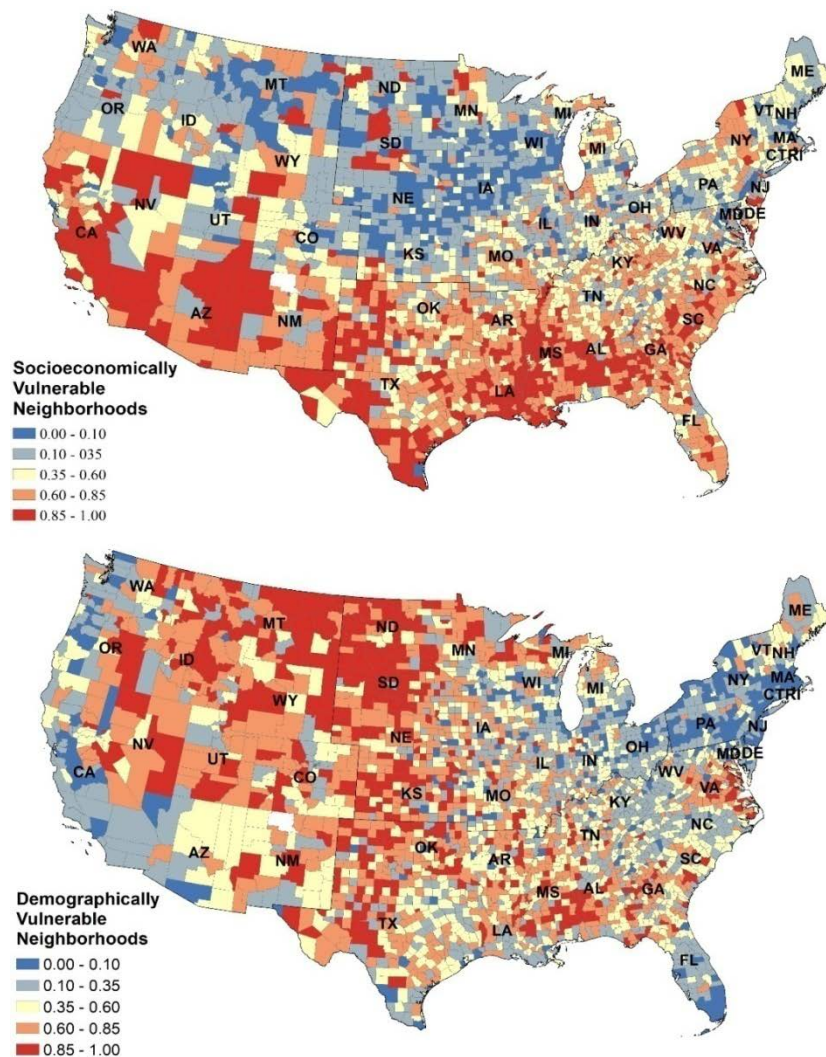 WA
ME
MT
ND
VT NH
OR
MN
MI
ID
MA
WI
NY
SD
MI
CT RI
WY
PA
IA
NJ
NE
OH
NV
MD DE
UT
IL
IN
WV
CO
VA
CA
KS
MO
KY
NC
TN
OK
AZ
AR
NM
SC
MS
AL
GA
TX
LA
FL
Socioeconomically
Vulnerable
Neighborhoods
0.00 - 0.10
0.10 - 035
0.35 - 0.60
0.60 - 0.85
0.85 - 1.00
WA
ME
MT
ND
OR
MN
VT NH
MI
ID
MA
WI
NY
SD
MI
CT RI
WY
PA
IA
NJ
NE
OH
NV
MD DE
UT
IL
IN
WV
CO
VA
CA
KS
MO
KY
NC
TN
OK
AZ
AR
NM
SC
MS
AL
GA
TX
LA
FL
Demographically
Vulnerable
Neighborhoods
0.00 - 0.10
0.10 - 0.35
0.35 - 0.60
0.60 - 0.85
0.85 - 1.00